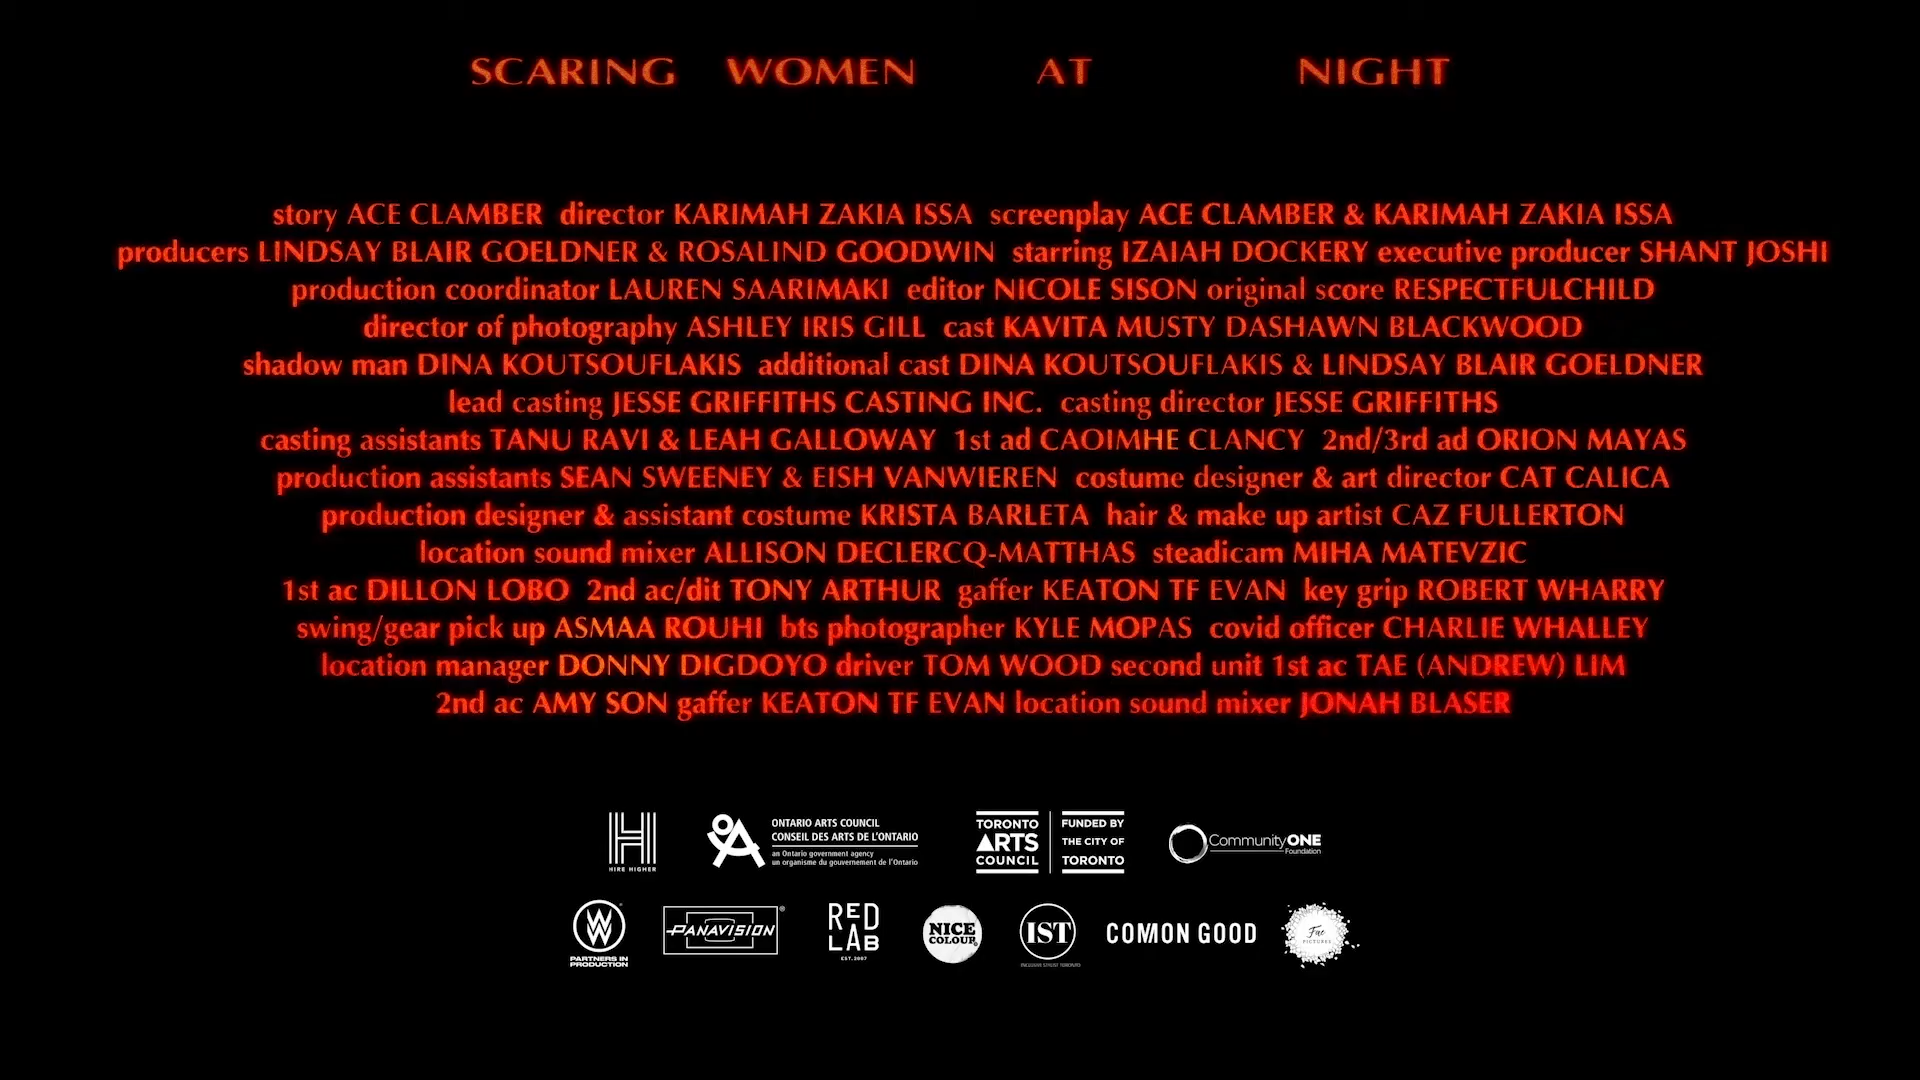 SCARING WOMEN AT NIGHT
story ACE CLAMBER director KARIMAH ZAKIA ISSA screenplay ACE CLAMBER & KARIMAH ZAKIA ISSA
producers LINDSAY BLAIR GOELDNER & ROSALIND GOODWIN starring IZAIAH DOCKERY executive producer SHANT JOSHI
production coordinator LAUREN SAARIMAKI editor NICOLE SISON original score RESPECTFULCHILD
director of photography ASHLEY IRIS GILL cast KAVITA MUSTY DASHAWN BLACKWOOD
shadow man DINA KOUTSOUFLAKIS additional cast DINA KOUTSOUFLAKIS & LINDSAY BLAIR GOELDNER
lead casting JESSE GRIFFITHS CASTING INC. casting director JESSE GRIFFITHS
casting assistants TANU RAVI & LEAH GALLOWAY 1st ad CAOIMHE CLANCY 2nd/3rd ad ORION MAYAS
production assistants SEAN SWEENEY & EISH VANWIEREN costume designer & art director CAT CALICA
production designer & assistant costume KRISTA BARLETA hair & make up artist CAZ FULLERTON
location sound mixer ALLISON DECLERCQ-MATTHAS steadicam MIHA MATEVZIC
1st ac DILLON LOBO 2nd ac/dit TONY ARTHUR gaffer KEATON TF EVAN key grip ROBERT WHARRY
swing/gear pick up ASMAA ROUHI bts photographer KYLE MOPAS covid officer CHARLIE WHALLEY
location manager DONNY DIGDOYO driver TOM WOOD second unit 1st ac TAE (ANDREW) LIM
2nd ac AMY SON gaffer KEATON TF EVAN location sound mixer JONAH BLASER
HIRE HIGHER
ONTARIO ARTS COUNCIL
CONSEIL DES ARTS DE L'ONTARIO
an Ontario government agency
un organisme du gouvernement de l'Ontario
TORONTO
ARTS
COUNCIL
FUNDED BY
THE CITY OF
TORONTO
CommunityONE
Foundation
W
PARTNERS IN
PRODUCTION
PANAVISION®
RED
LAB
EST.2007
NICE
COLOUR
IST
INCLUSIVE STYLIST TORONTO
COMMON GOOD
Fae
PICTURES